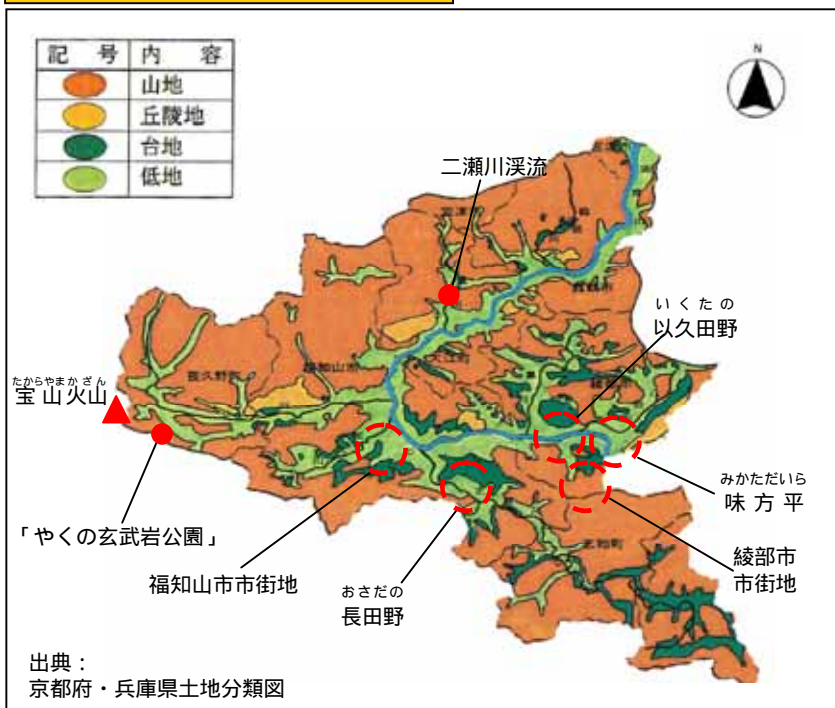 記 号 内 容
山地
丘陵地
台地
低地
N
二瀬川渓流
いくたの
以久田野
たからやまかざん
宝山火山
みかただいら
味方平
「やくの玄武岩公園」
福知山市市街地
おさだの
長田野
綾部市
市街地
出典：
京都府・兵庫県土地分類図